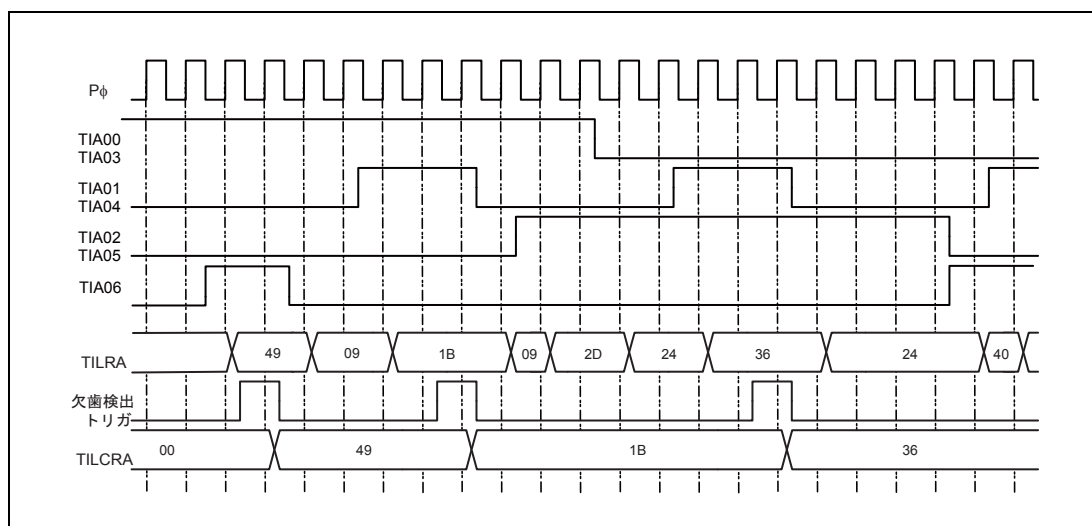 Pφ
TIA00
TIA03
TIA01
TIA04
TIA02
TIA05
TIA06
TILRA
49
09
1B
09
2D
24
36
24
40
欠歯検出
トリガ
TILCRA
00
49
1B
36